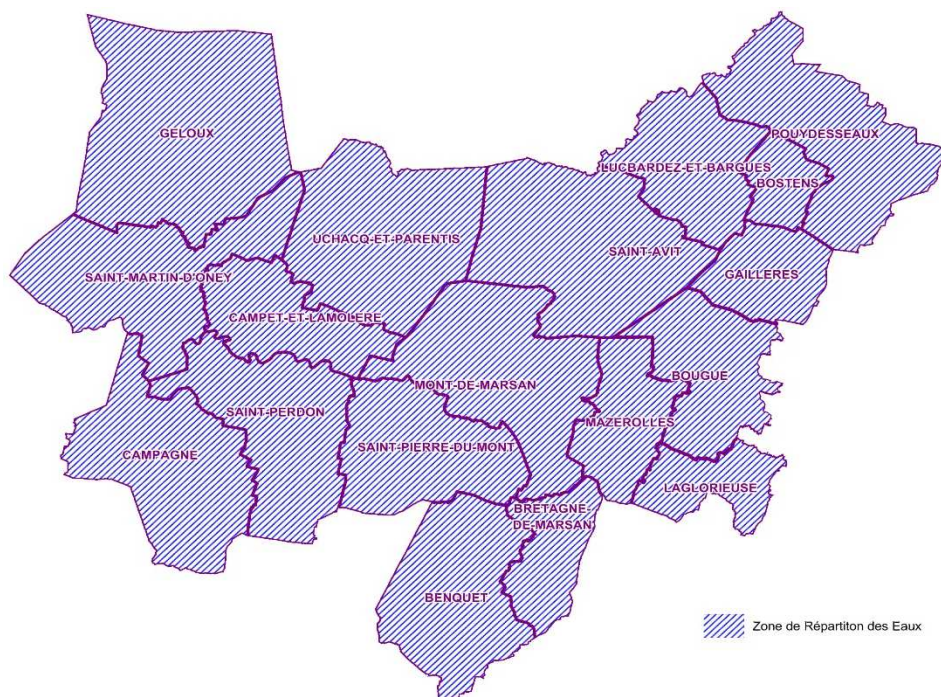 GELOUX
POUYDESSEAUX
LUCBARDEZ-ET-BARGUES
BOSTENS
UCHACQ-ET-PARENTIS
SAINT-AVIT
SAINT-MARTIN-D'ONEY
GAILLERES
CAMPET-ET-LAMOLERE
BOUGUE
MONT-DE-MARSAN
SAINT-PERDON
MAZEROLLES
SAINT-PIERRE-DU-MONT
CAMPAGNE
LAGLORIEUSE
BRETAGNE-
DE-MARSAN
BENQUET
Zone de Répartiton des Eaux